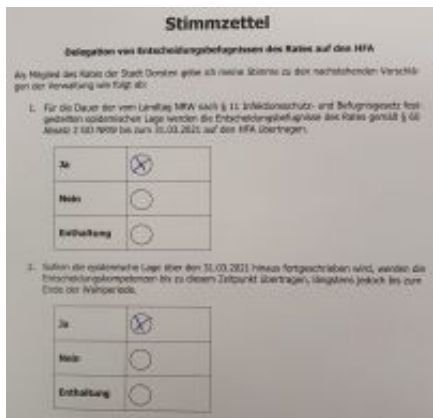 Stimmzettel
Delegation von Entscheidungsbefugnissen des Rates auf den HFA
Als Mitglied des Rates der Stadt Dorsten gebe ich meine Stimme zu den nachstehenden Vorschlä-
gen der Verwaltung wie folgt ab:
1. Für die Dauer der vom Landtag NRW nach § 11 Infektionsschutz- und Befugnisgesetz fest-
gestellten epidemischen Lage werden die Entscheidungsbefugnisse des Rates gemäß § 60
Absatz 2 GO NRW bis zum 31.03.2021 auf den HFA übertragen.
Ja
Nein
Enthaltung
2. Sofern die epidemische Lage über den 31.03.2021 hinaus fortgeschrieben wird, werden die
Entscheidungskompetenzen bis zu diesem Zeitpunkt übertragen, längstens jedoch bis zum
Ende der Wahlperiode.
Ja
Nein
Enthaltung